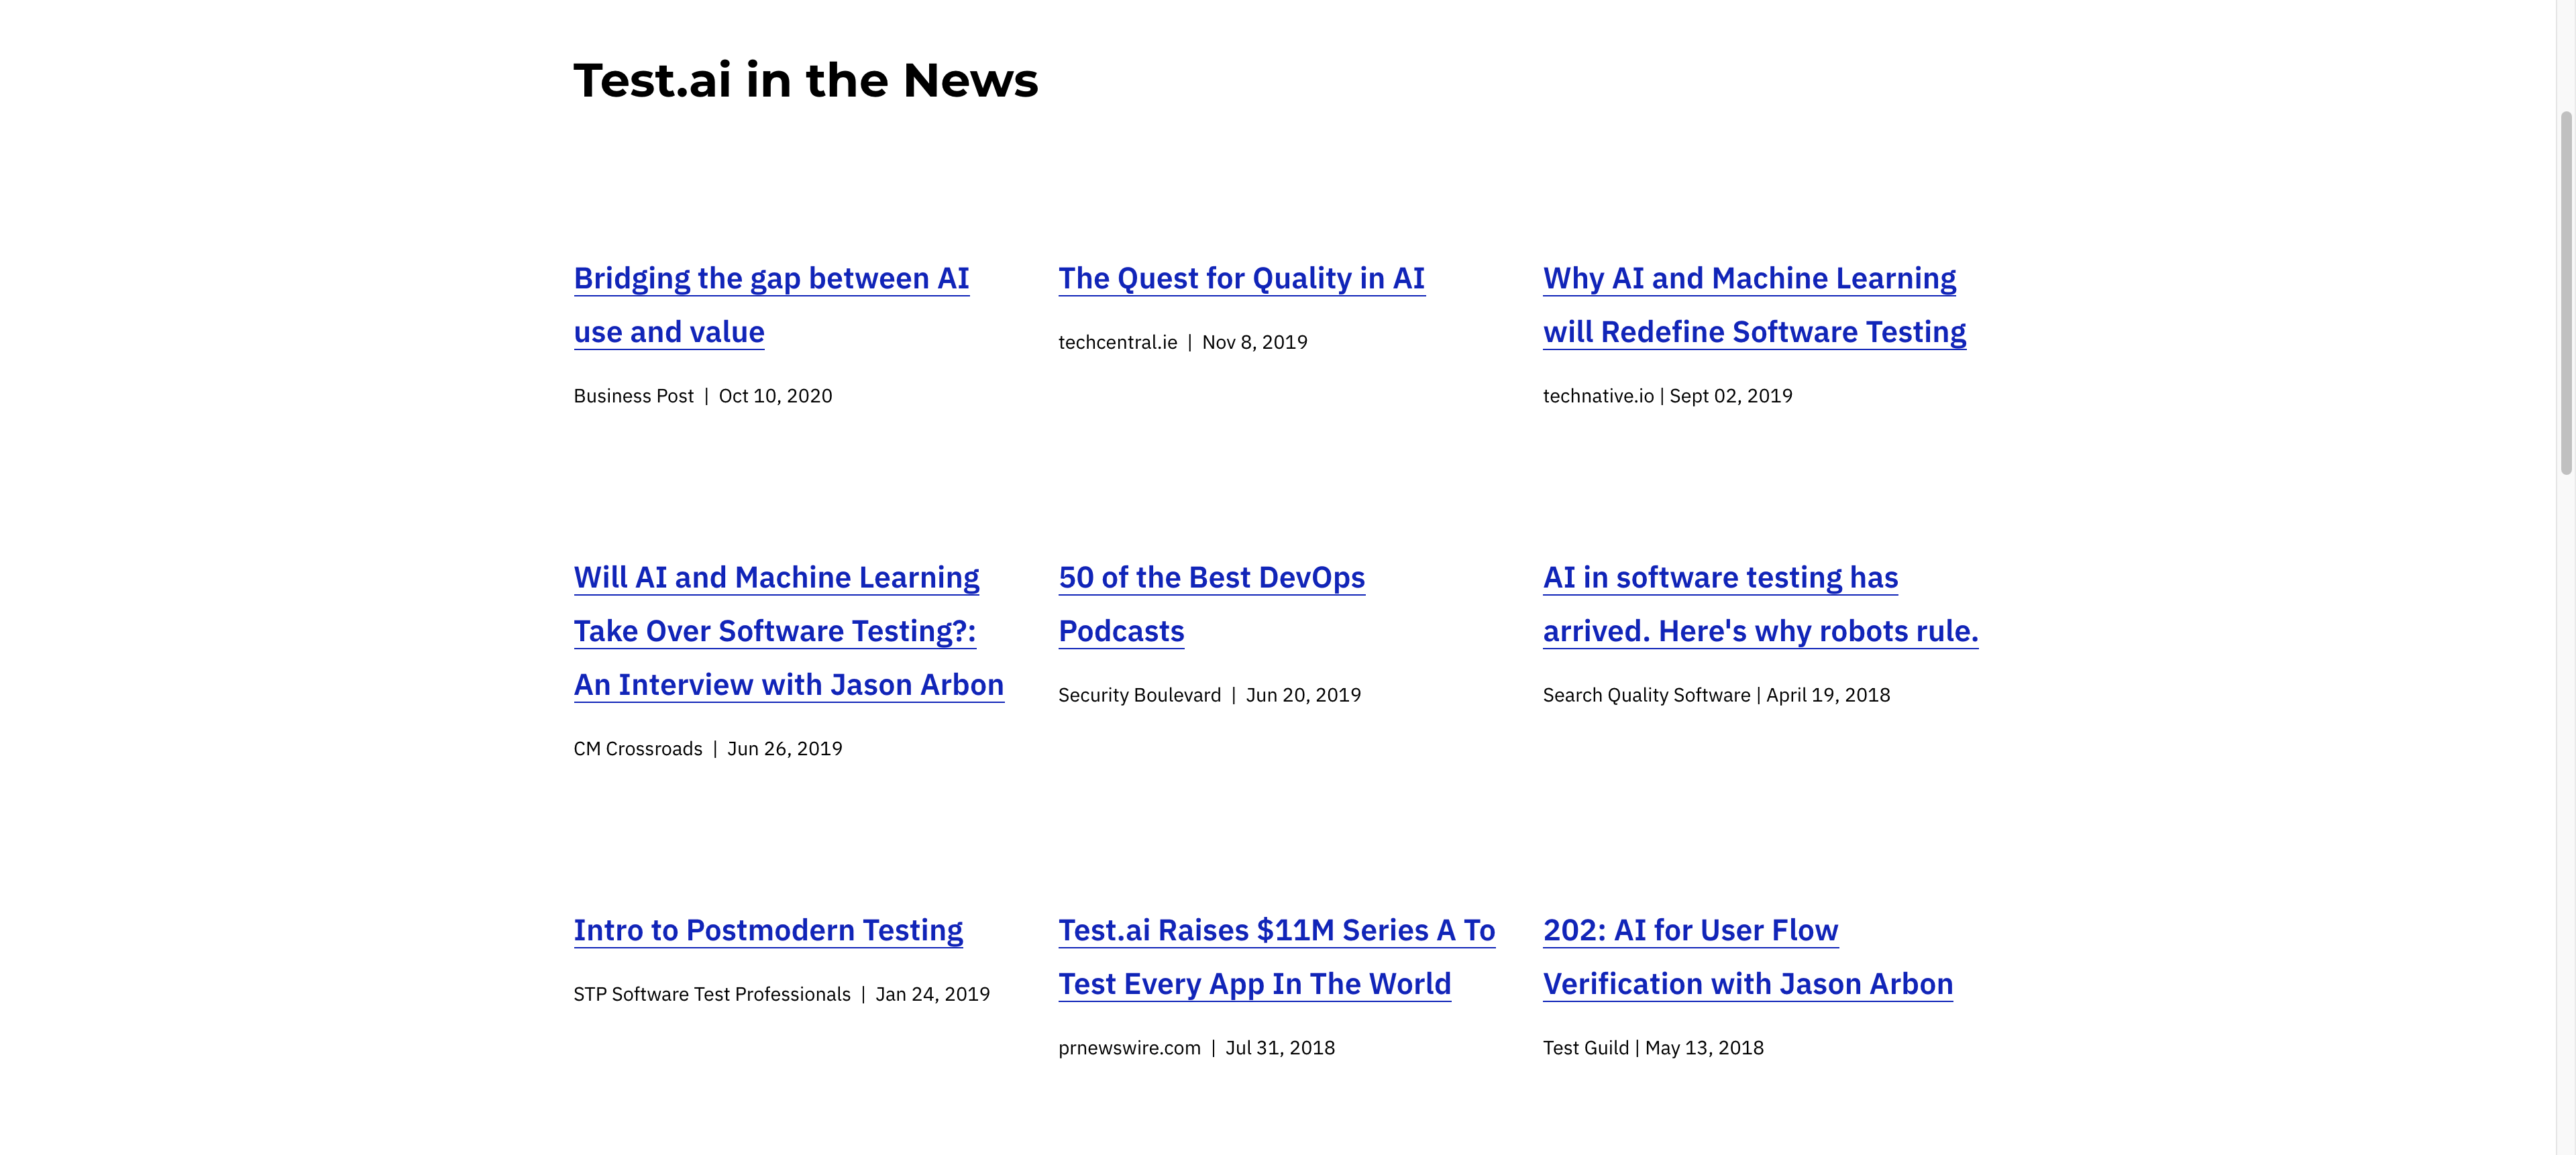 Test.ai in the News
Bridging the gap between AI
use and value
Business Post | Oct 10, 2020
The Quest for Quality in AI
techcentral.ie | Nov 8, 2019
Why AI and Machine Learning
will Redefine Software Testing
technative.io | Sept 02, 2019
Will AI and Machine Learning
Take Over Software Testing?:
An Interview with Jason Arbon
CM Crossroads | Jun 26, 2019
50 of the Best DevOps
Podcasts
Security Boulevard | Jun 20, 2019
AI in software testing has
arrived. Here's why robots rule.
Search Quality Software | April 19, 2018
Intro to Postmodern Testing
STP Software Test Professionals | Jan 24, 2019
Test.ai Raises $11M Series A To
Test Every App In The World
prnewswire.com | Jul 31, 2018
202: AI for User Flow
Verification with Jason Arbon
Test Guild | May 13, 2018